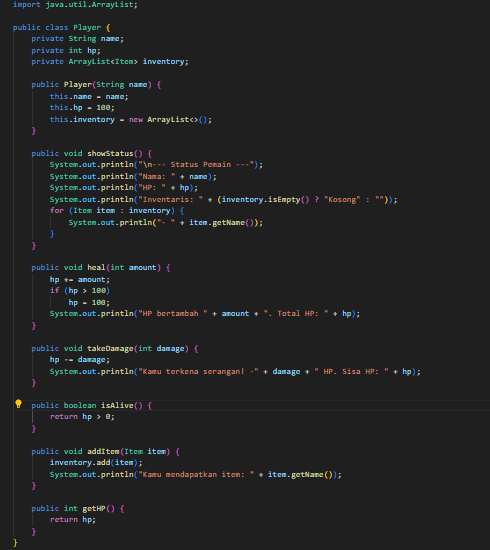 import java.util.ArrayList;

public class Player {
    private String name;
    private int hp;
    private ArrayList<Item> inventory;

    public Player(String name) {
        this.name = name;
        this.hp = 100;
        this.inventory = new ArrayList<>();
    }

    public void showStatus() {
        System.out.println("\n--- Status Pemain ---");
        System.out.println("Nama: " + name);
        System.out.println("HP: " + hp);
        System.out.println("Inventaris: " + (inventory.isEmpty() ? "Kosong" : ""));
        for (Item item : inventory) {
            System.out.println("- " + item.getName());
        }
    }

    public void heal(int amount) {
        hp += amount;
        if (hp > 100)
            hp = 100;
        System.out.println("HP bertambah " + amount + ". Total HP: " + hp);
    }

    public void takeDamage(int damage) {
        hp -= damage;
        System.out.println("Kamu terkena serangan! -" + damage + " HP. Sisa HP: " + hp);
    }

    public boolean isAlive() {
        return hp > 0;
    }

    public void addItem(Item item) {
        inventory.add(item);
        System.out.println("Kamu mendapatkan item: " + item.getName());
    }

    public int getHP() {
        return hp;
    }
}